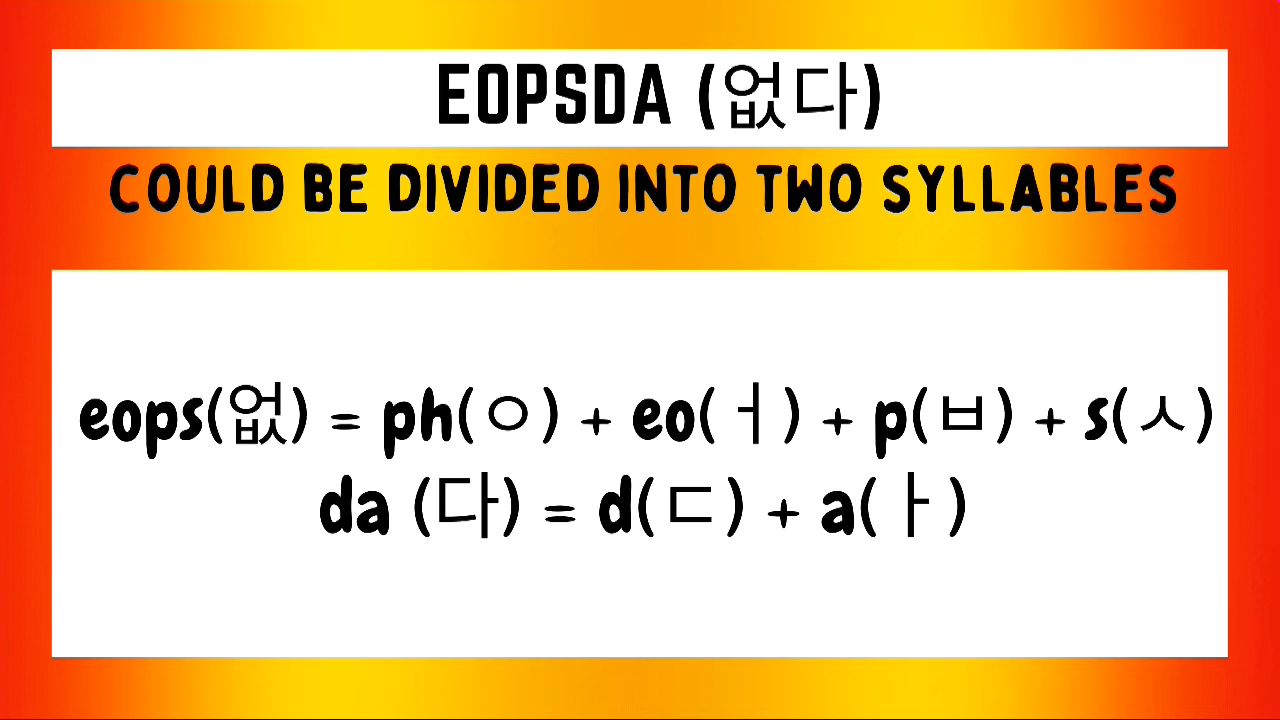 EOPSDA (없다)
COULD BE DIVIDED INTO TWO SYLLABLES
eops(없) = ph(ㅇ) + eo(ㅓ) + p(ㅂ) + s(ㅅ)
da (다) = d(ㄷ) + a(ㅏ)